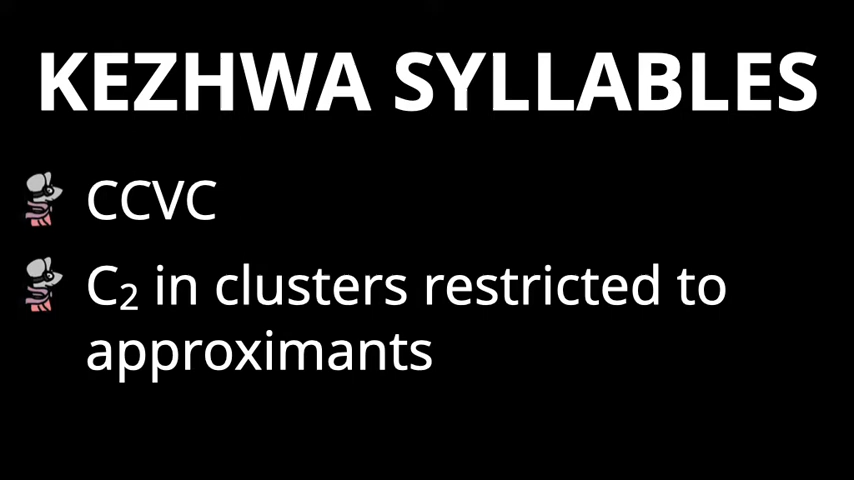 KEZHWA SYLLABLES
CCVC
C₂ in clusters restricted to
approximants